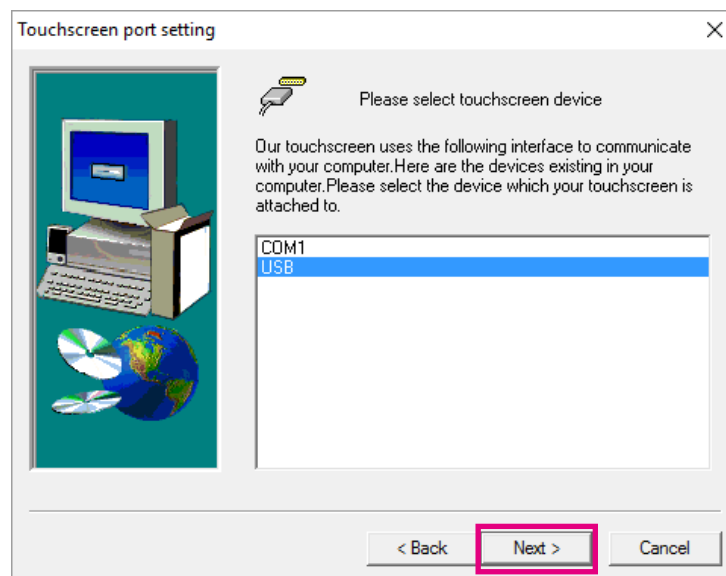 Touchscreen port setting
Please select touchscreen device
Our touchscreen uses the following interface to communicate
with your computer.Here are the devices existing in your
computer.Please select the device which your touchscreen is
attached to.
COM1
USB
< Back
Next >
Cancel